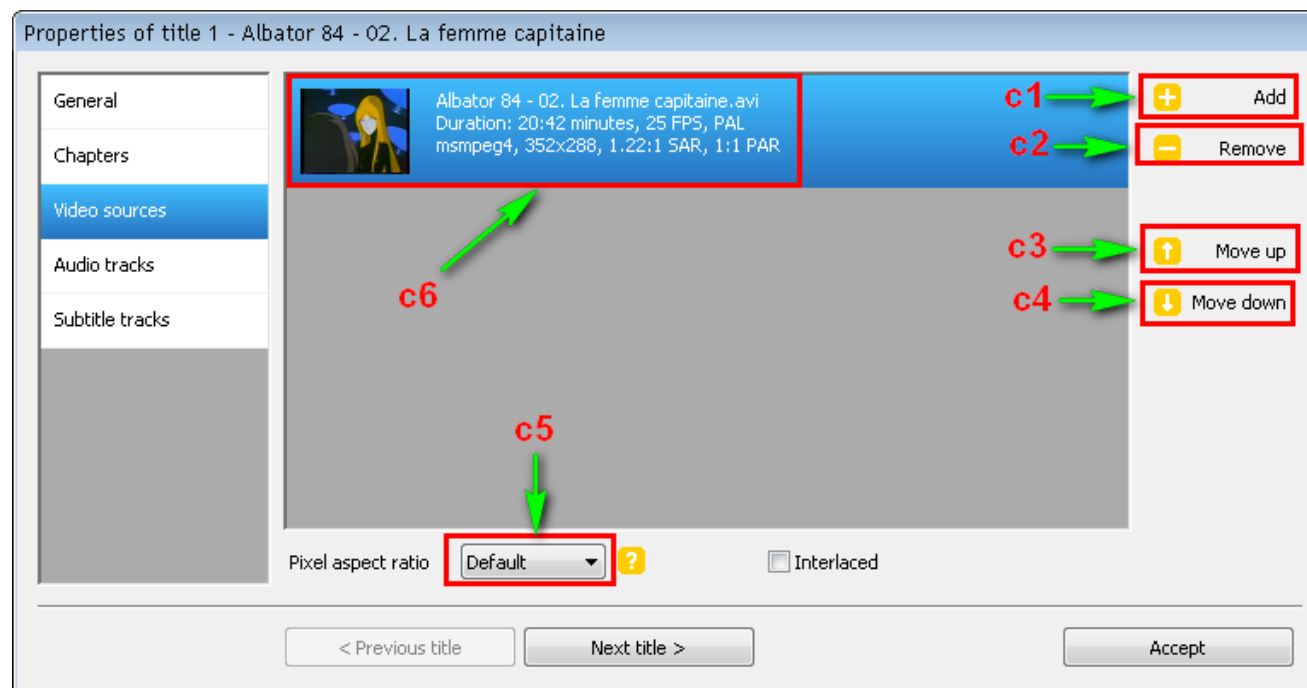 Properties of title 1 - Albator 84 - 02. La femme capitaine
General
Chapters
Video sources
Audio tracks
Subtitle tracks
Albator 84 - 02. La femme capitaine.avi
Duration: 20:42 minutes, 25 FPS, PAL
msmpeg4, 352x288, 1.22:1 SAR, 1:1 PAR
c6
c1
Add
c2
Remove
c3
Move up
c4
Move down
c5
Pixel aspect ratio Default ? Interlaced
< Previous title Next title > Accept